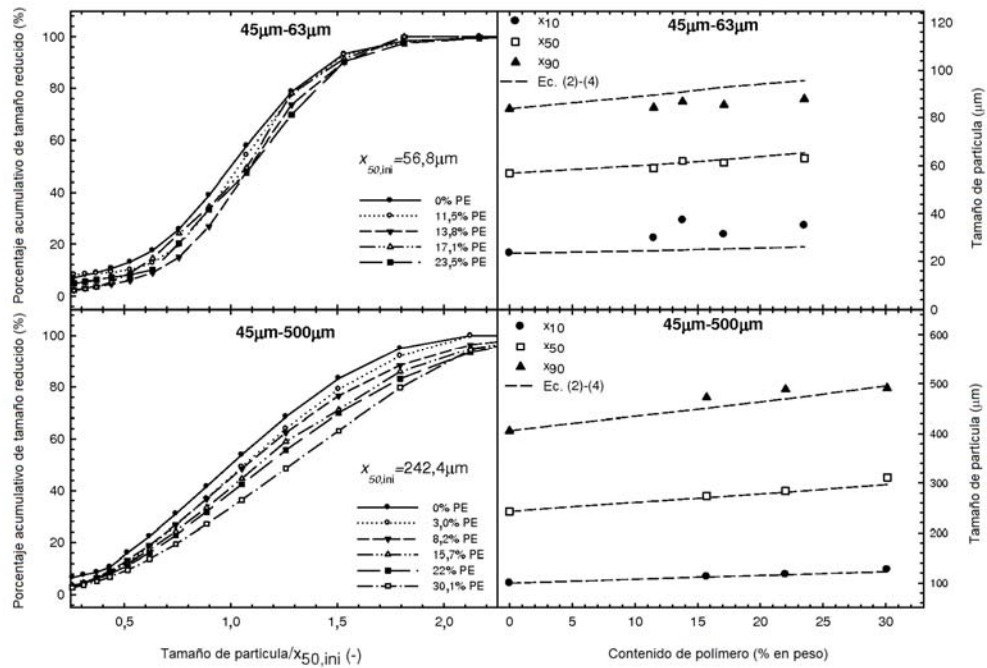 45µm-63µm
Porcentaje acumulativo de tamaño reducido (%)
100
80
60
40
20
0
x50,ini=56,8µm
0% PE
11,5% PE
13,8% PE
17,1% PE
23,5% PE
45µm-63µm
x10
x50
x90
Ec. (2)-(4)
120
100
80
60
40
20
0
Tamaño de partícula (µm)
45µm-500µm
Porcentaje acumulativo de tamaño reducido (%)
100
80
60
40
20
0
x50,ini=242,4µm
0% PE
3,0% PE
8,2% PE
15,7% PE
22% PE
30,1% PE
0,5
1,0
1,5
2,0
Tamaño de partícula/x50,ini (-)
45µm-500µm
x10
x50
x90
Ec. (2)-(4)
600
500
400
300
200
100
Tamaño de partícula (µm)
0
5
10
15
20
25
30
Contenido de polímero (% en peso)